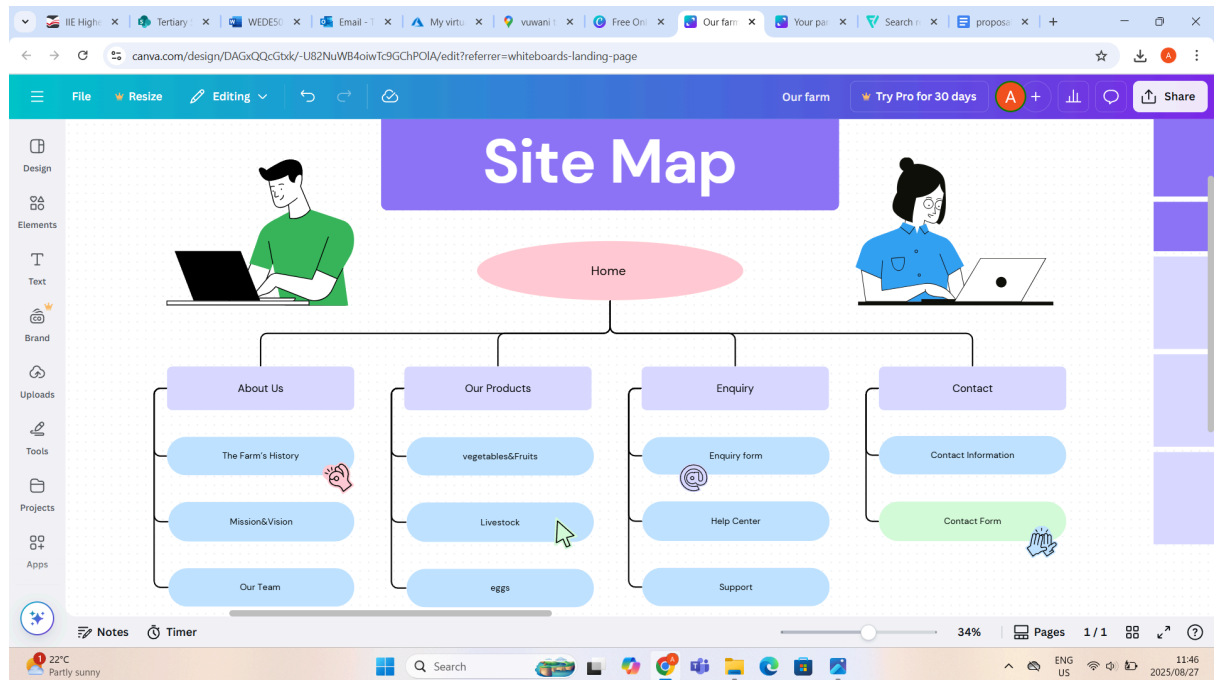 IIE Highe
Tertiary S
WEDE50
Email - T
My virtu
vuwani t
Free Onl
Our farm
Your pa
Search r
proposa
canva.com/design/DAGxQQcGtxk/-U82NuWB4oiwTc9GChPOlA/edit?referrer=whiteboards-landing-page
A
File
Resize
Editing
Our farm
Try Pro for 30 days
A
Share
Design
Elements
Text
Brand
Uploads
Tools
Projects
Apps
Site Map
Home
About Us
Our Products
Enquiry
Contact
The Farm's History
vegetables&Fruits
Enquiry form
Contact Information
Mission&Vision
Livestock
Help Center
Contact Form
Our Team
eggs
Support
Notes
Timer
34%
Pages
1 / 1
1
22°C
Partly sunny
Search
ENG
US
11:46
2025/08/27